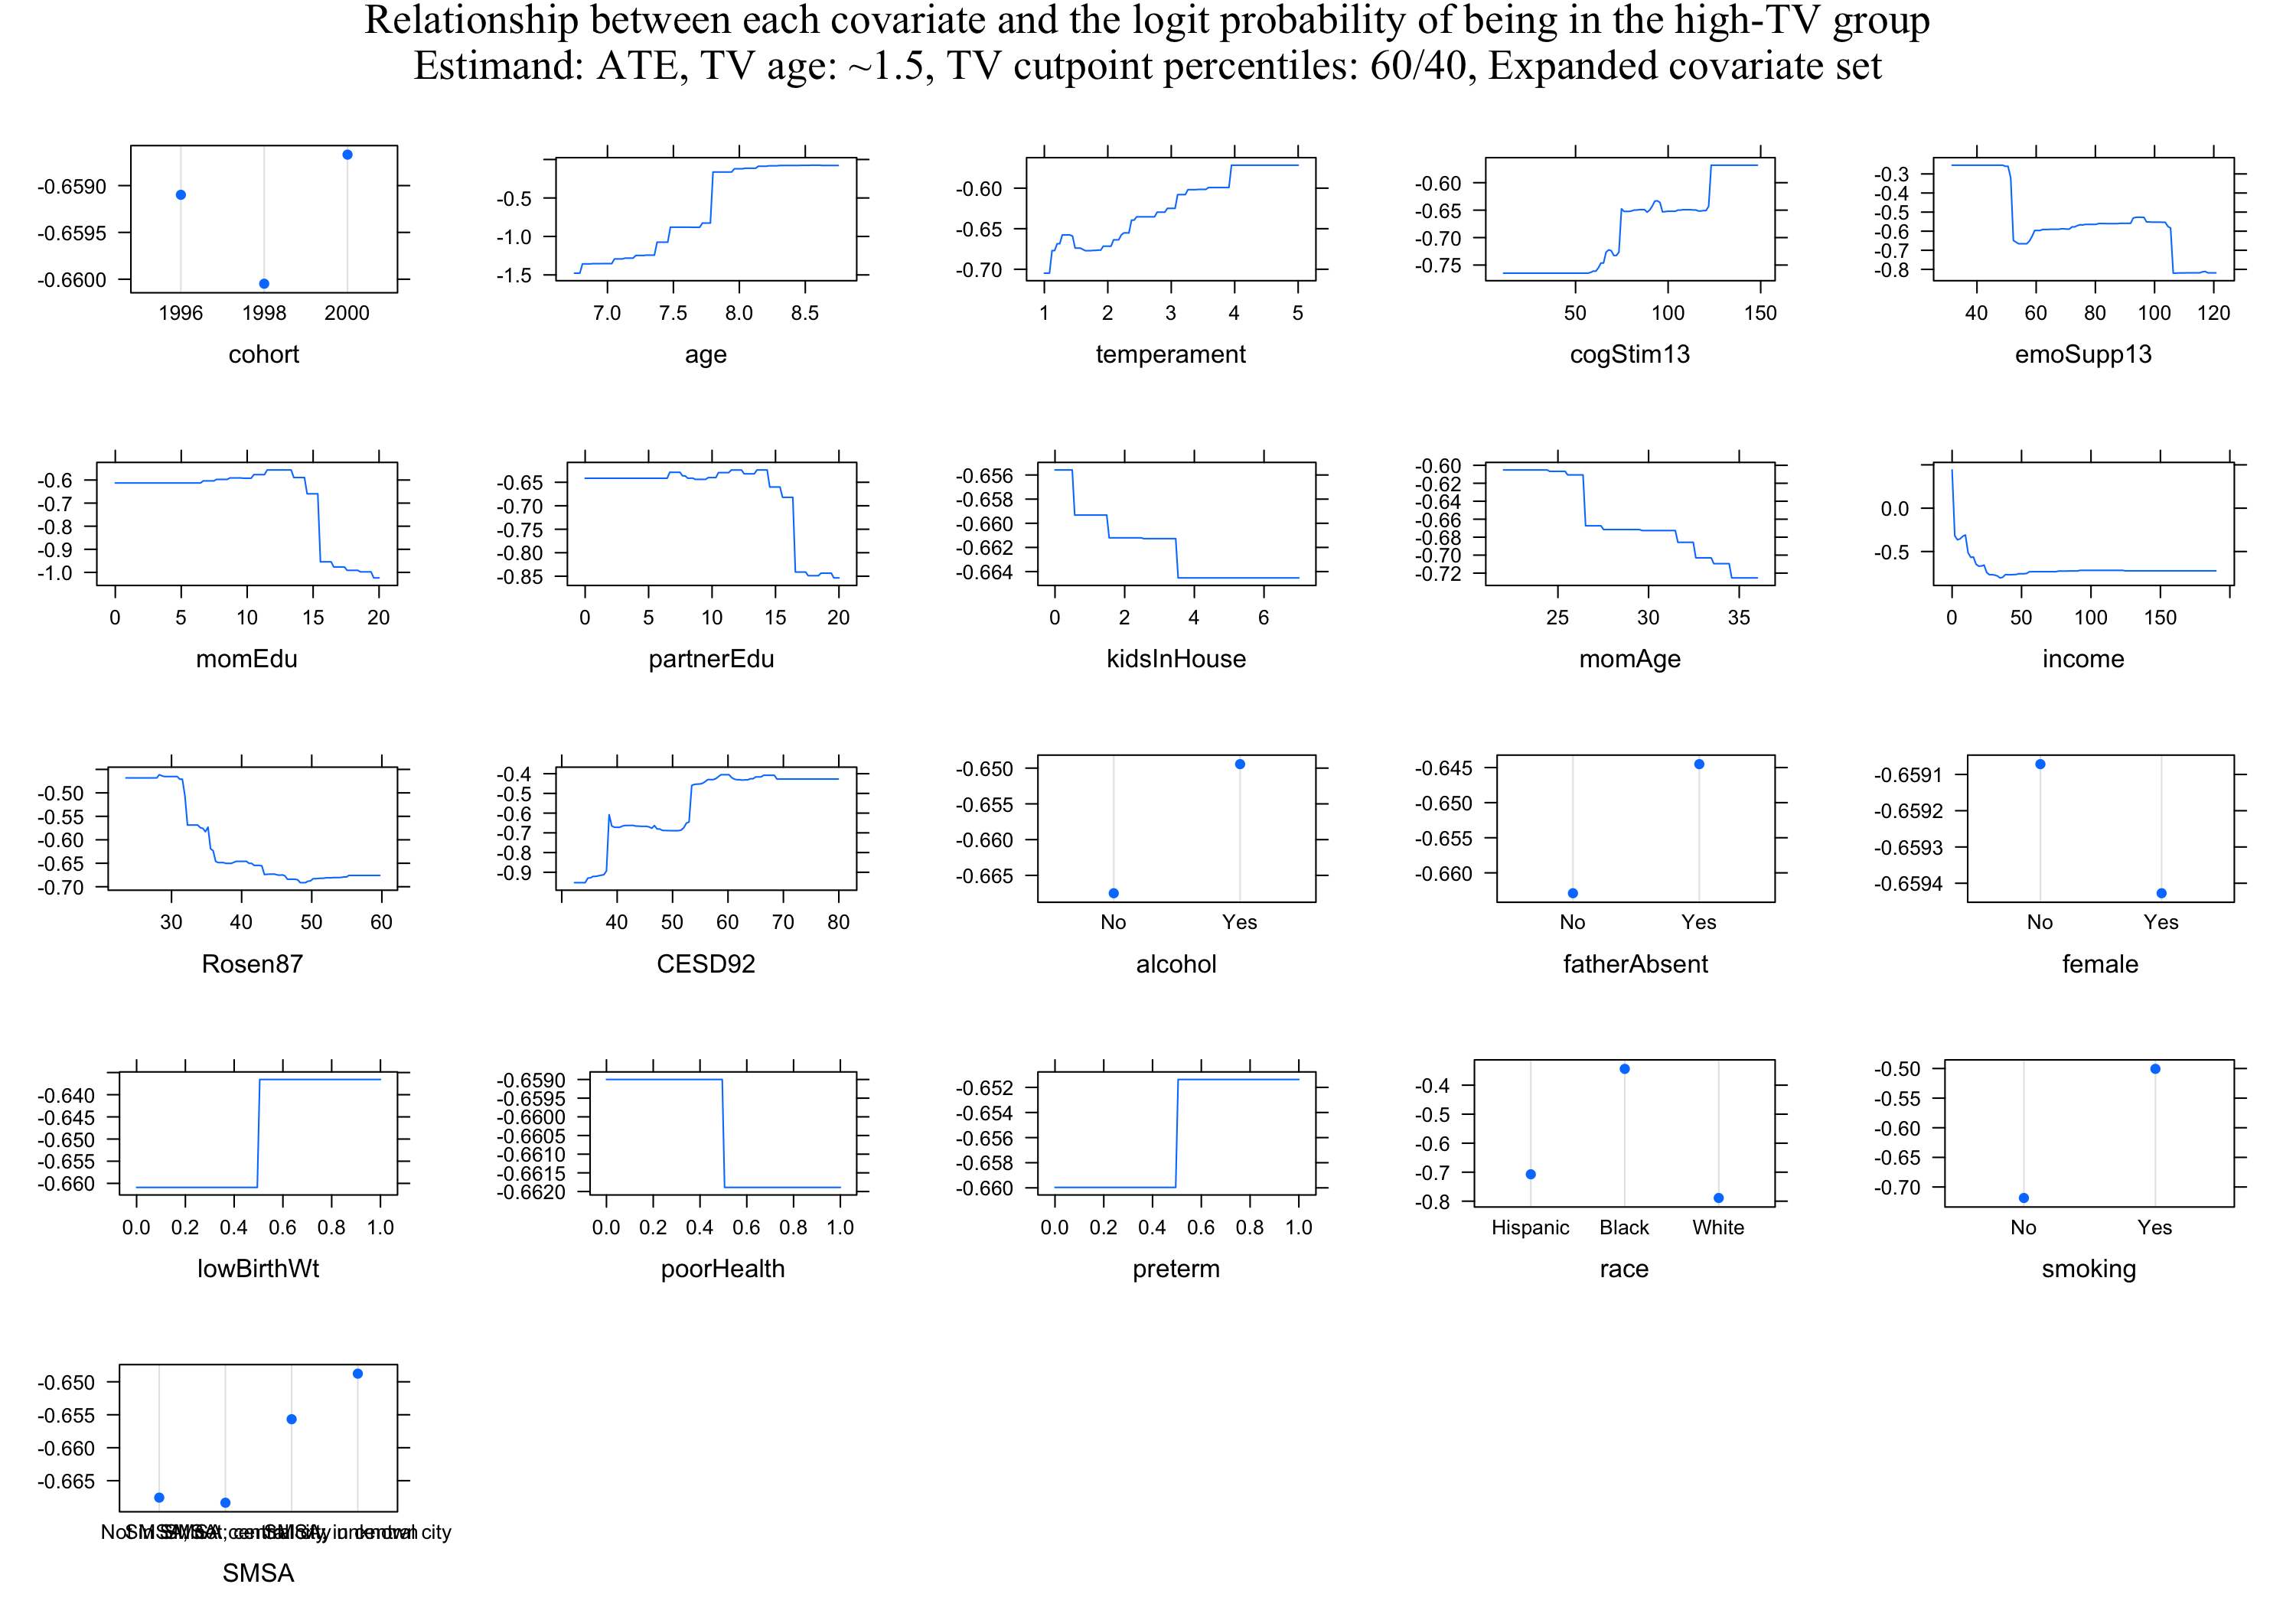 Relationship between each covariate and the logit probability of being in the high-TV group
Estimand: ATE, TV age: ~1.5, TV cutpoint percentiles: 60/40, Expanded covariate set
-0.6590
-0.6595
-0.6600
1996 1998 2000
cohort
-0.5
-1.0
-1.5
7.0 7.5 8.0 8.5
age
-0.60
-0.65
-0.70
1 2 3 4 5
temperament
-0.60
-0.65
-0.70
-0.75
50 100 150
cogStim13
-0.3
-0.4
-0.5
-0.6
-0.7
-0.8
40 60 80 100 120
emoSupp13
-0.6
-0.7
-0.8
-0.9
-1.0
0 5 10 15 20
momEdu
-0.65
-0.70
-0.75
-0.80
-0.85
0 5 10 15 20
partnerEdu
-0.656
-0.658
-0.660
-0.662
-0.664
0 2 4 6
kidsInHouse
-0.60
-0.62
-0.64
-0.66
-0.68
-0.70
-0.72
25 30 35
momAge
0.0
-0.5
0 50 100 150
income
-0.50
-0.55
-0.60
-0.65
-0.70
30 40 50 60
Rosen87
-0.4
-0.5
-0.6
-0.7
-0.8
-0.9
40 50 60 70 80
CESD92
-0.650
-0.655
-0.660
-0.665
No Yes
alcohol
-0.645
-0.650
-0.655
-0.660
No Yes
fatherAbsent
-0.6591
-0.6592
-0.6593
-0.6594
No Yes
female
-0.640
-0.645
-0.650
-0.655
-0.660
0.0 0.2 0.4 0.6 0.8 1.0
lowBirthWt
-0.6590
-0.6595
-0.6600
-0.6605
-0.6610
-0.6615
-0.6620
0.0 0.2 0.4 0.6 0.8 1.0
poorHealth
-0.652
-0.654
-0.656
-0.658
-0.660
0.0 0.2 0.4 0.6 0.8 1.0
preterm
-0.4
-0.5
-0.6
-0.7
-0.8
Hispanic Black White
race
-0.50
-0.55
-0.60
-0.65
-0.70
No Yes
smoking
-0.650
-0.655
-0.660
-0.665
city
SMSA